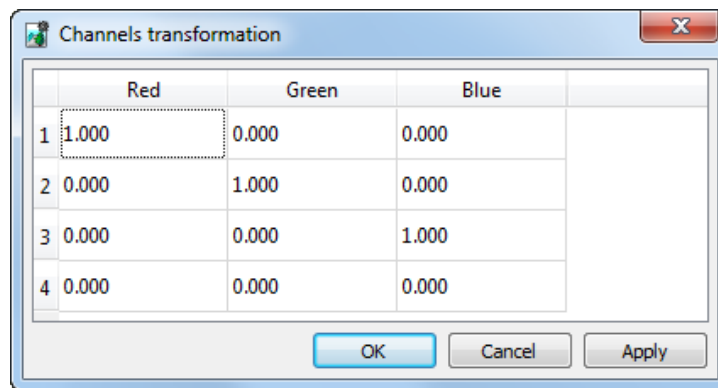 Channels transformation
Red Green Blue
1 1.000 0.000 0.000
2 0.000 1.000 0.000
3 0.000 0.000 1.000
4 0.000 0.000 0.000
OK Cancel Apply